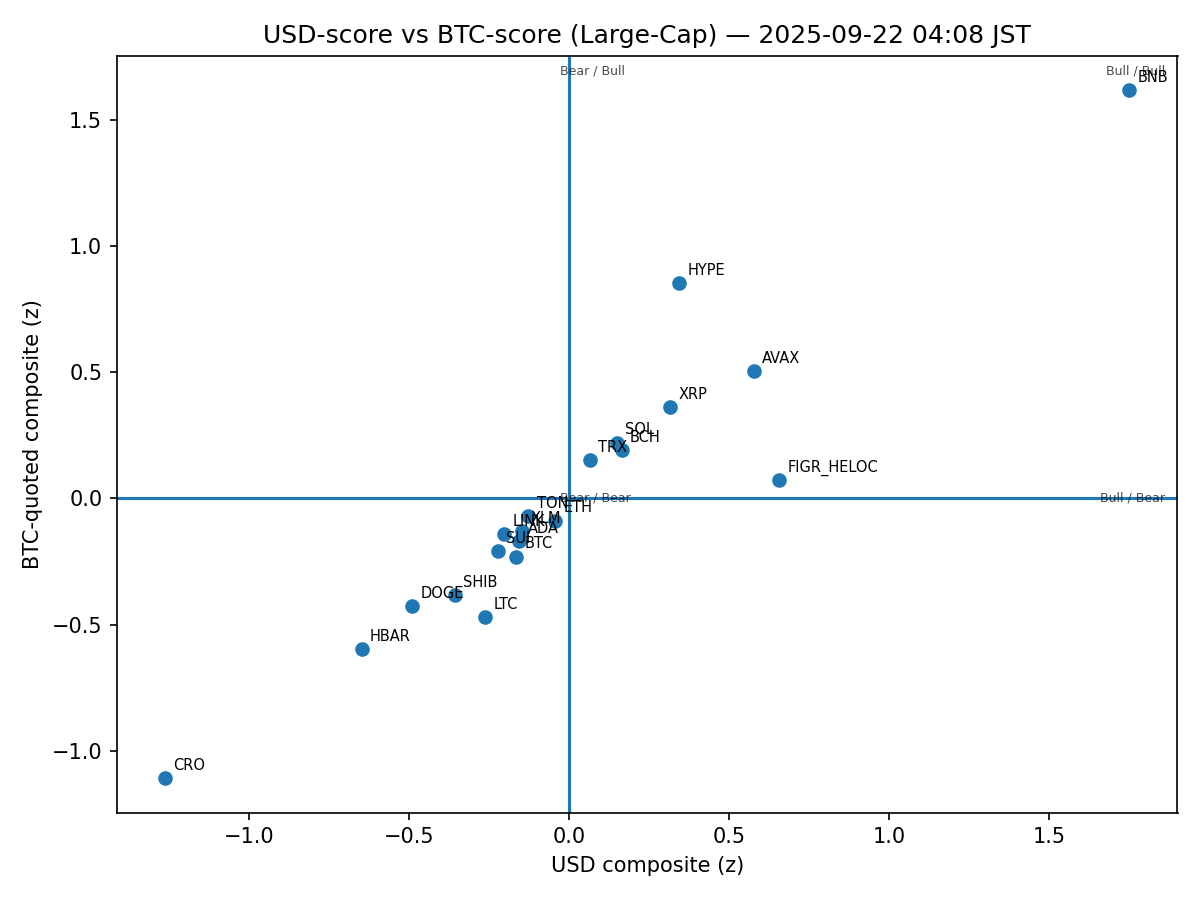 USD-score vs BTC-score (Large-Cap) — 2025-09-22 04:08 JST
Bear / Bull
Bull / Bull
BNB
1.5
1.0
HYPE
0.5
AVAX
XRP
SOL
BCH
TRX
FIGR_HELOC
0.0
Bear / Bear
Bull / Bear
TON
ETH
XLM
LINK
ADA
SUI
BTC
SHIB
DOGE
LTC
−0.5
HBAR
−1.0
CRO
−1.0
−0.5
0.0
0.5
1.0
1.5
USD composite (z)
BTC-quoted composite (z)